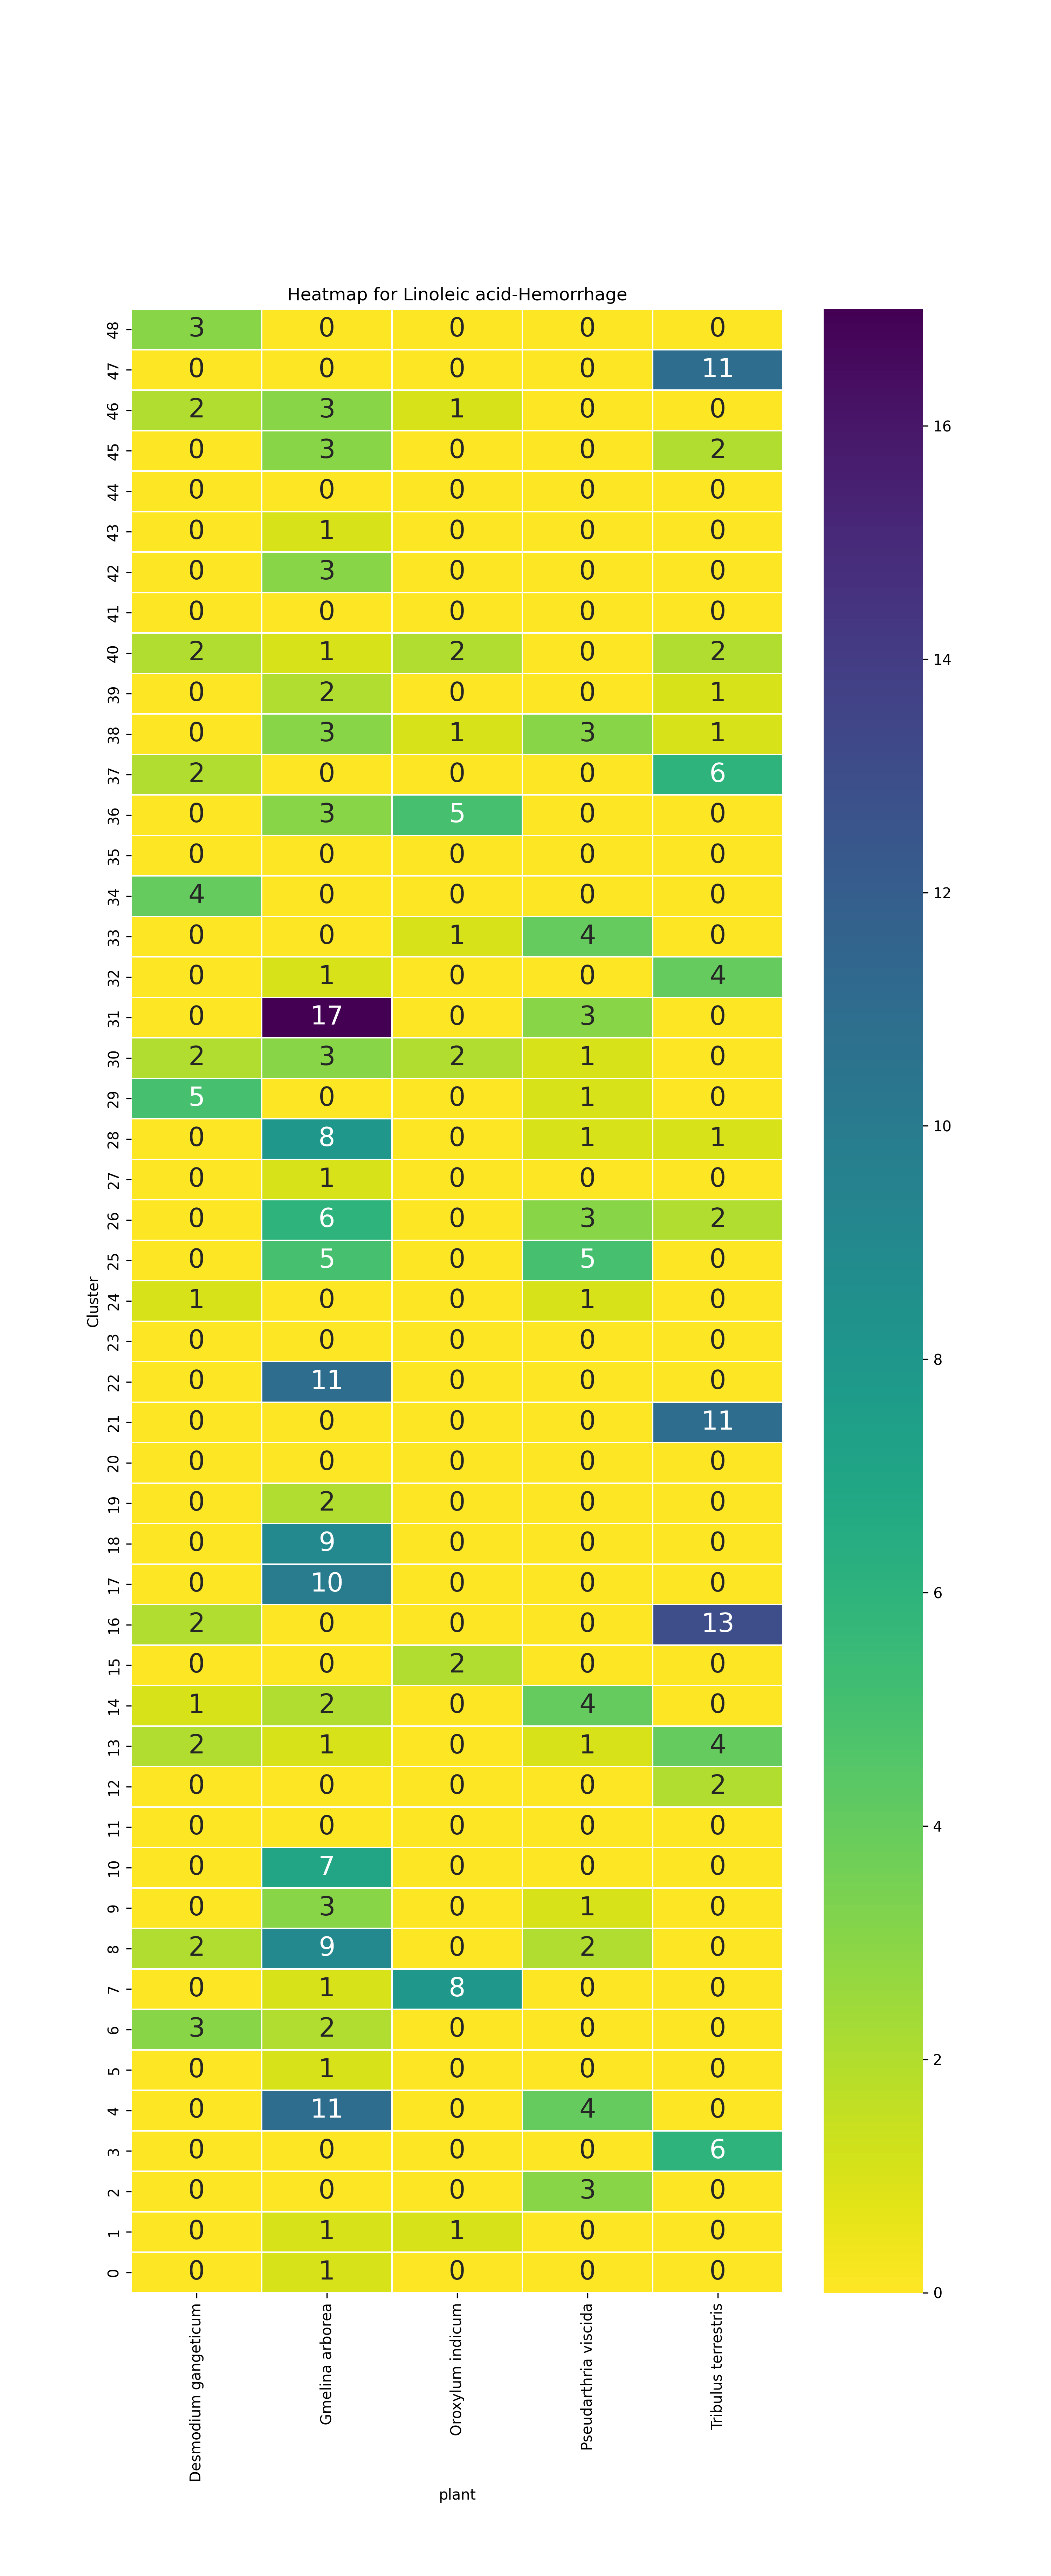 Heatmap for Linoleic acid-Hemorrhage
48 3 0 0 0 0
47 0 0 0 0 11
46 2 3 1 0 0
45 0 3 0 0 2
44 0 0 0 0 0
43 0 1 0 0 0
42 0 3 0 0 0
41 0 0 0 0 0
40 2 1 2 0 2
39 0 2 0 0 1
38 0 3 1 3 1
37 2 0 0 0 6
36 0 3 5 0 0
35 0 0 0 0 0
34 4 0 0 0 0
33 0 0 1 4 0
32 0 1 0 0 4
31 0 17 0 3 0
30 2 3 2 1 0
29 5 0 0 1 0
28 0 8 0 1 1
27 0 1 0 0 0
26 0 6 0 3 2
25 0 5 0 5 0
24 1 0 0 1 0
23 0 0 0 0 0
22 0 11 0 0 0
21 0 0 0 0 11
20 0 0 0 0 0
19 0 2 0 0 0
18 0 9 0 0 0
17 0 10 0 0 0
16 2 0 0 0 13
15 0 0 2 0 0
14 1 2 0 4 0
13 2 1 0 1 4
12 0 0 0 0 2
11 0 0 0 0 0
10 0 7 0 0 0
9 0 3 0 1 0
8 2 9 0 2 0
7 0 1 8 0 0
6 3 2 0 0 0
5 0 1 0 0 0
4 0 11 0 4 0
3 0 0 0 0 6
2 0 0 0 3 0
1 0 1 1 0 0
0 0 1 0 0 0
Cluster
Desmodium gangeticum
Gmelina arborea
Oroxylum indicum
Pseudarthria viscida
Tribulus terrestris
plant
16
14
12
10
8
6
4
2
0